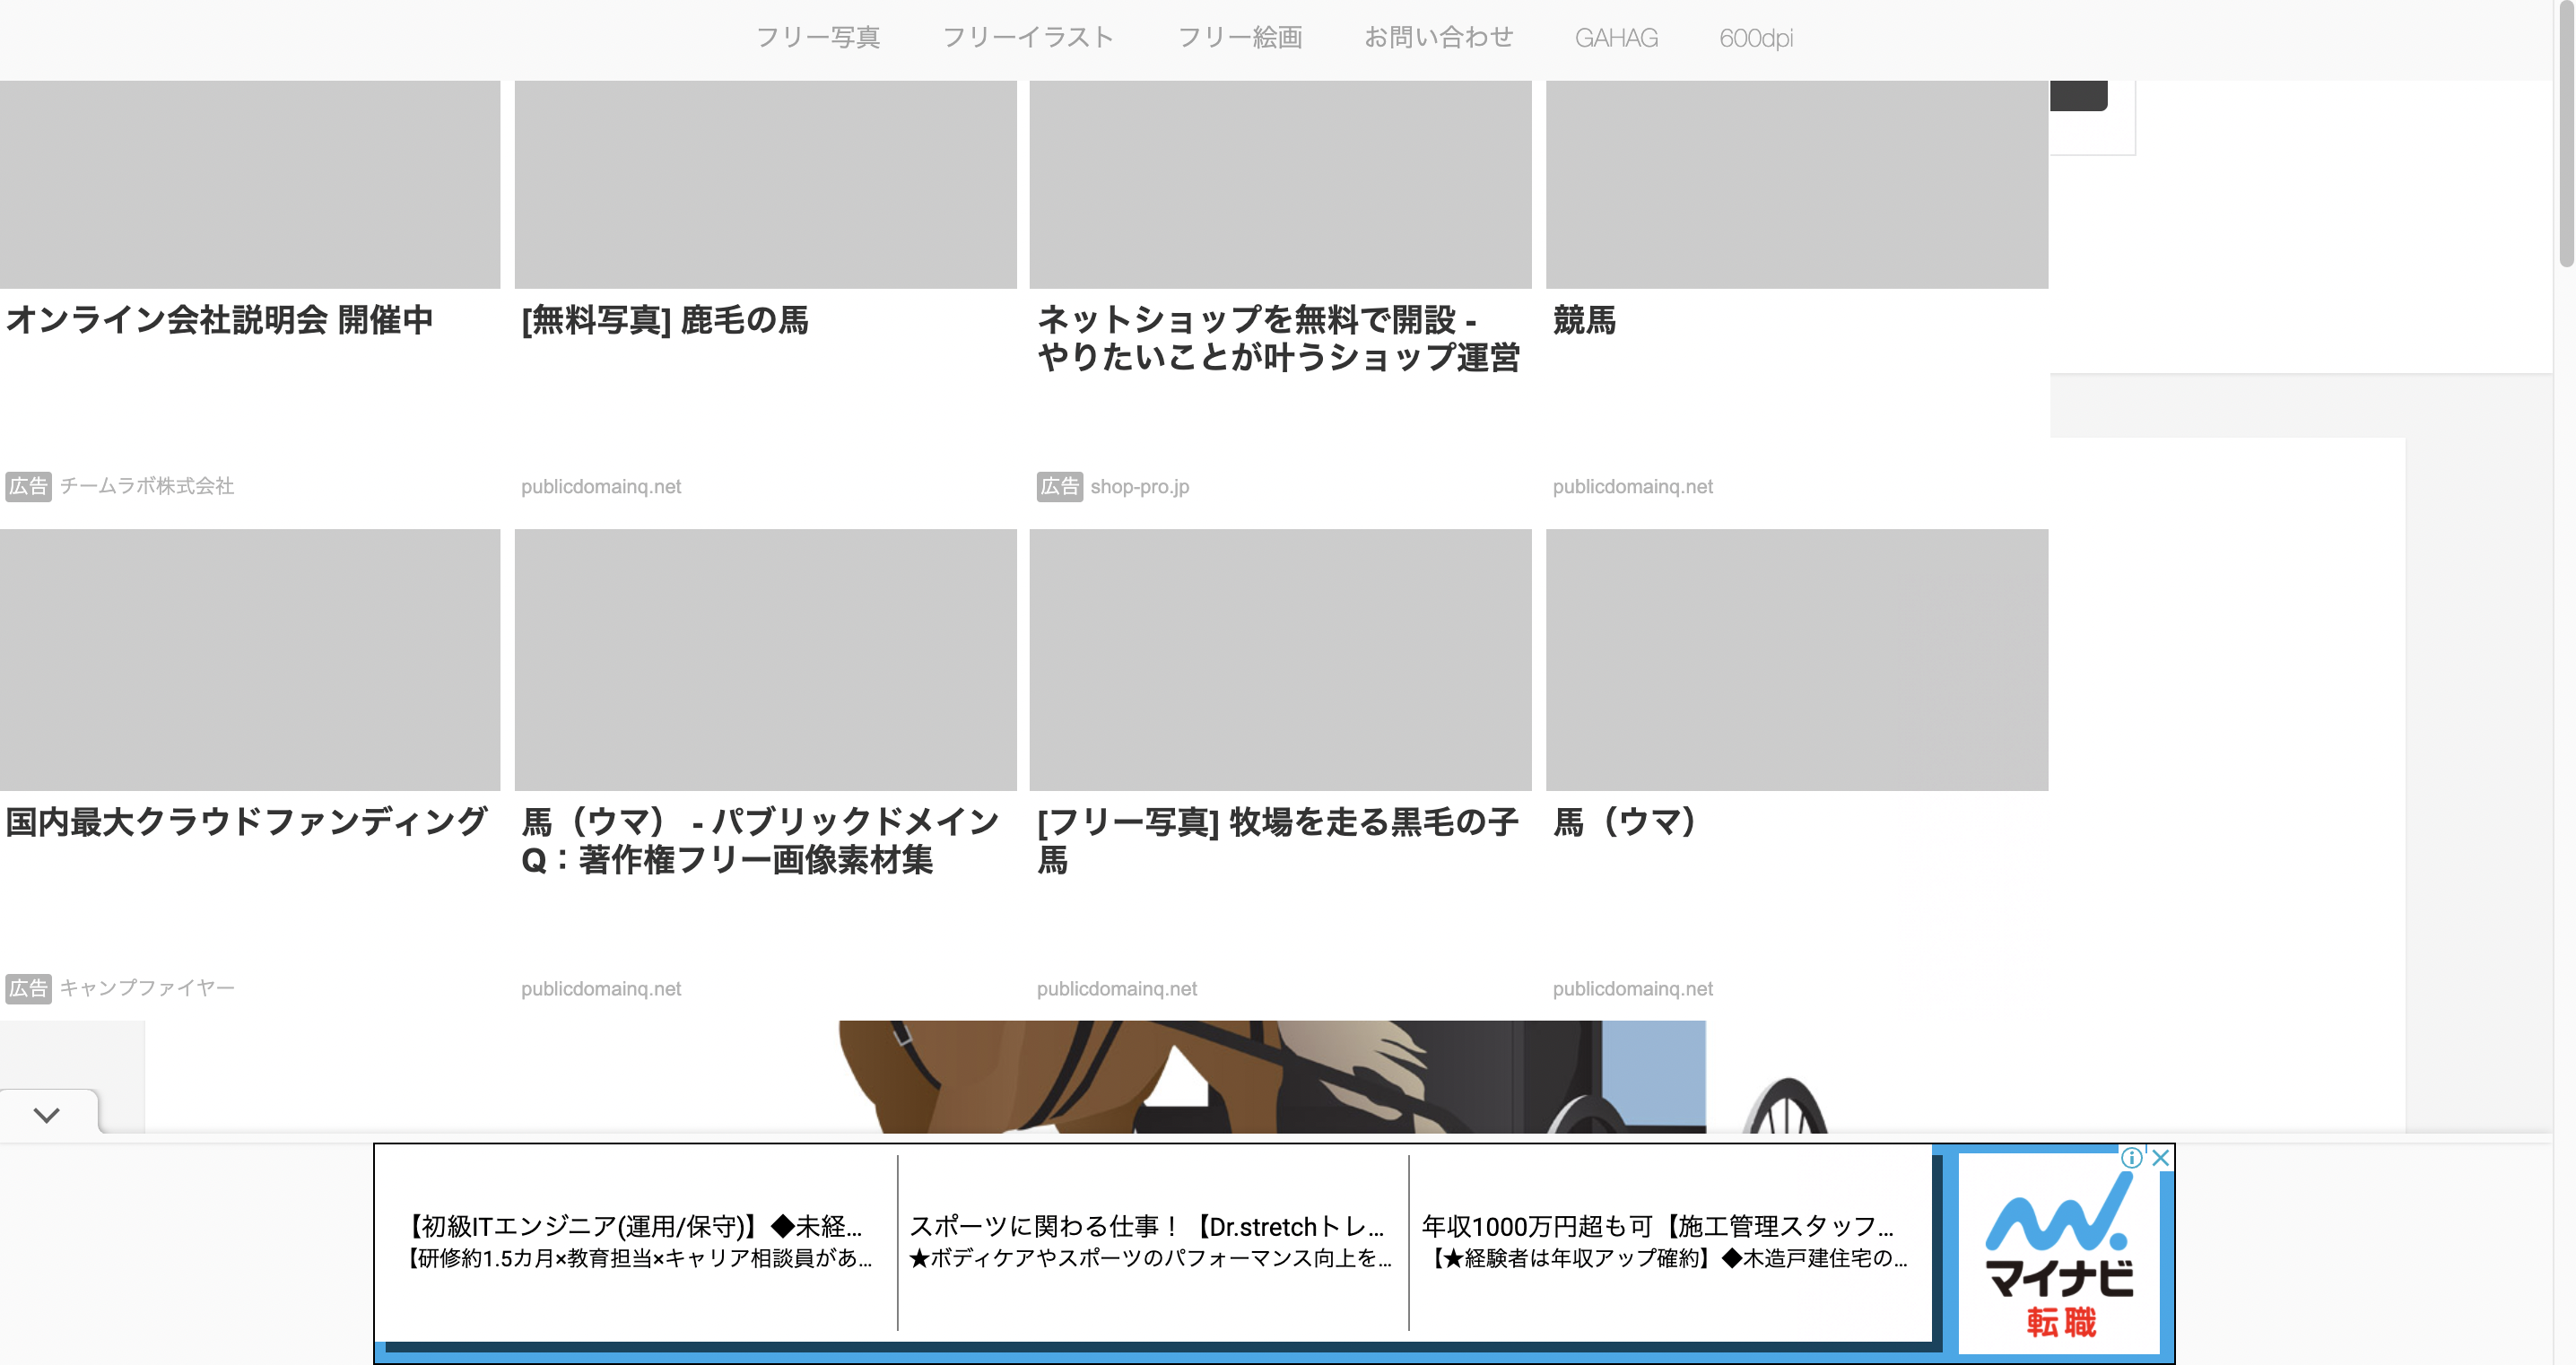 フリー写真 フリーイラスト フリー絵画 お問い合わせ GAHAG 600dpi
オンライン会社説明会 開催中
広告 チームラボ株式会社
[無料写真] 鹿毛の馬
publicdomainq.net
ネットショップを無料で開設 -
やりたいことが叶うショップ運営
広告 shop-pro.jp
競馬
publicdomainq.net
国内最大クラウドファンディング
広告 キャンプファイヤー
馬（ウマ） - パブリックドメイン
Q：著作権フリー画像素材集
publicdomainq.net
[フリー写真] 牧場を走る黒毛の子
馬
publicdomainq.net
馬（ウマ）
publicdomainq.net
【初級ITエンジニア(運用/保守)】◆未経...
【研修約1.5カ月×教育担当×キャリア相談員があ...
スポーツに関わる仕事！【Dr.stretchトレ...
★ボディケアやスポーツのパフォーマンス向上を...
年収1000万円超も可【施工管理スタッフ...
【★経験者は年収アップ確約】◆木造戸建住宅の...
マイナビ
転職